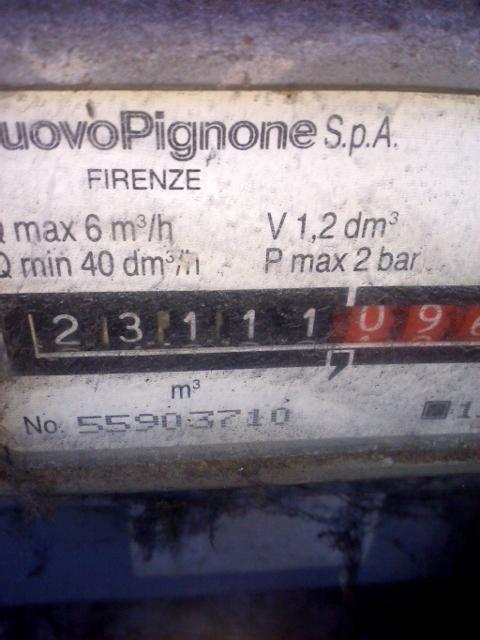 uovoPignone S.p.A.
FIRENZE
Q max 6 m³/h V 1,2 dm³
Q min 40 dm³/h P max 2 bar
2 3 1 1 1 , 0 9
m³
No. 55903710 1.